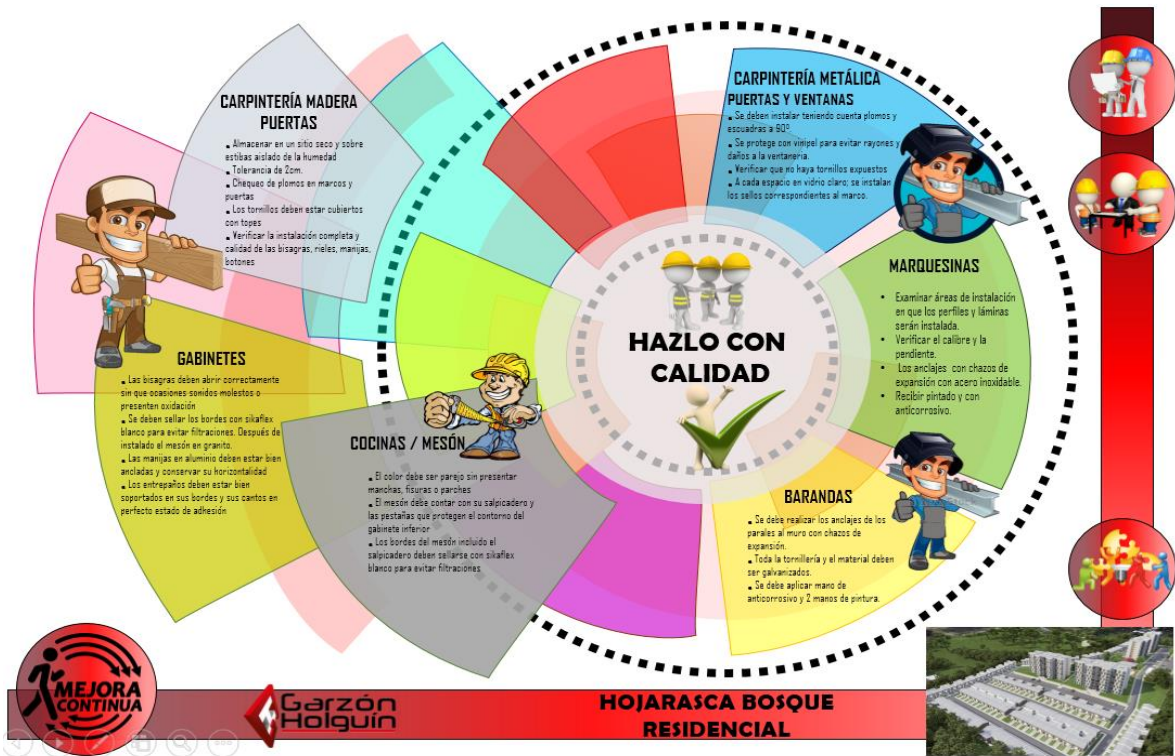 CARPINTERÍA MADERA
PUERTAS
Almacenar en un sitio seco y sobre
estibas aislado de la humedad
Tolerancia de 2cm.
Chequeo de plomos en marcos y
puertas
Los tornillos deben estar cubiertos
con topes
Verificar la instalación completa y
calidad de las bisagras, rieles, manijas,
botones
GABINETES
Las bisagras deben abrir correctamente
sin que ocasiones sonidos molestos o
presenten oxidación
Se deben sellar los bordes con sikaflex
blanco para evitar filtraciones. Después de
instalado el mesón en granito.
Las manijas en aluminio deben estar bien
ancladas y conservar su horizontalidad
Los entrepaños deben estar bien
soportados en sus bordes y sus cantos en
perfecto estado de adhesión
COCINAS / MESÓN
El color debe ser parejo sin presentar
manchas, fisuras o parches
El mesón debe contar con su salpicadero y
las pestañas que protegen el contorno del
gabinete inferior
Los bordes del mesón incluido el
salpicadero deben sellarse con sikaflex
blanco para evitar filtraciones
HAZLO CON
CALIDAD
CARPINTERÍA METÁLICA
PUERTAS Y VENTANAS
Se deben instalar teniendo cuenta plomos y
escuadras a 90º
Se protege con vinipel para evitar rayones y
daños a la ventanería.
Verificar que no haya tornillos expuestos
A cada espacio en vidrio claro; se instalan
los sellos correspondientes al marco.
MARQUESINAS
• Examinar áreas de instalación
en que los perfiles y láminas
serán instalada.
• Verificar el calibre y la
pendiente.
• Los anclajes con chazos de
expansión con acero inoxidable.
• Recibir pintado y con
anticorrosivo.
BARANDAS
Se debe realizar los anclajes de los
parales al muro con chazos de
expansión.
Toda la tornillería y el material deben
ser galvanizados.
Se debe aplicar mano de
anticorrosivo y 2 manos de pintura.
MEJORA
CONTINUA
Garzón
Holguín
HOJARASCA BOSQUE
RESIDENCIAL